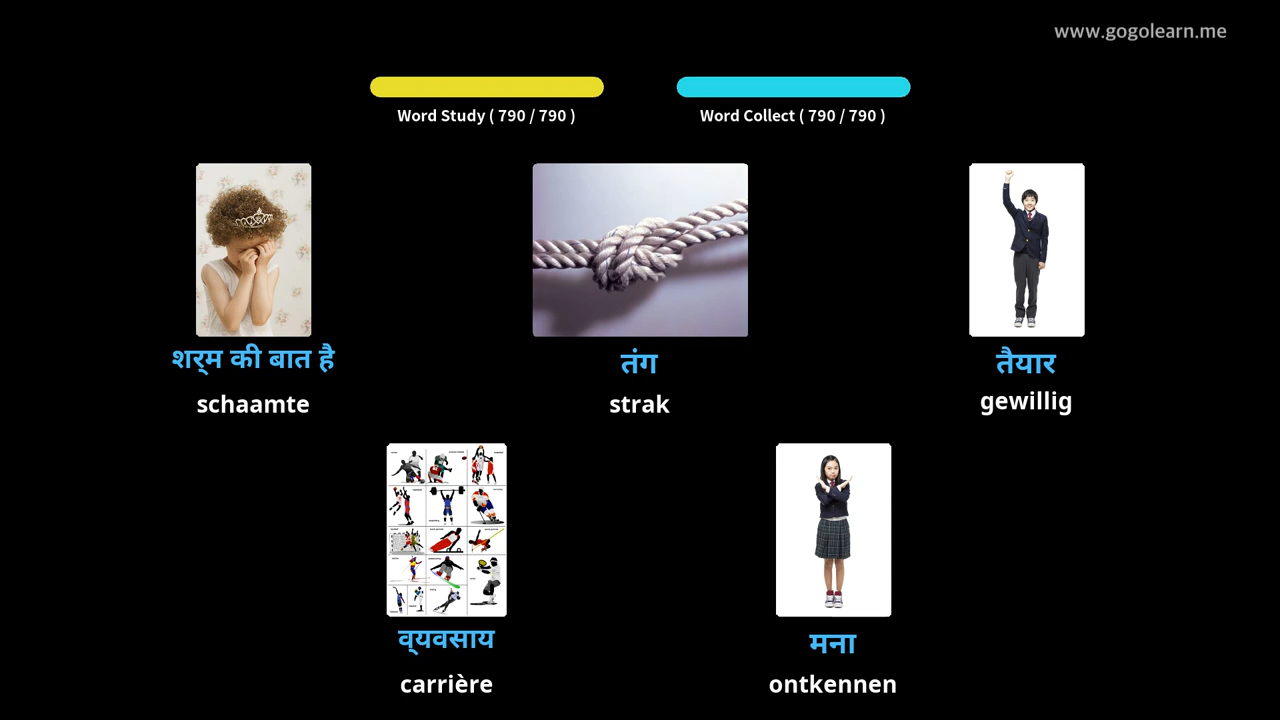 www.gogolearn.me
Word Study ( 790 / 790 )
Word Collect ( 790 / 790 )
शर्म की बात है
तंग
तैयार
schaamte
strak
gewillig
व्यवसाय
मना
carrière
ontkennen